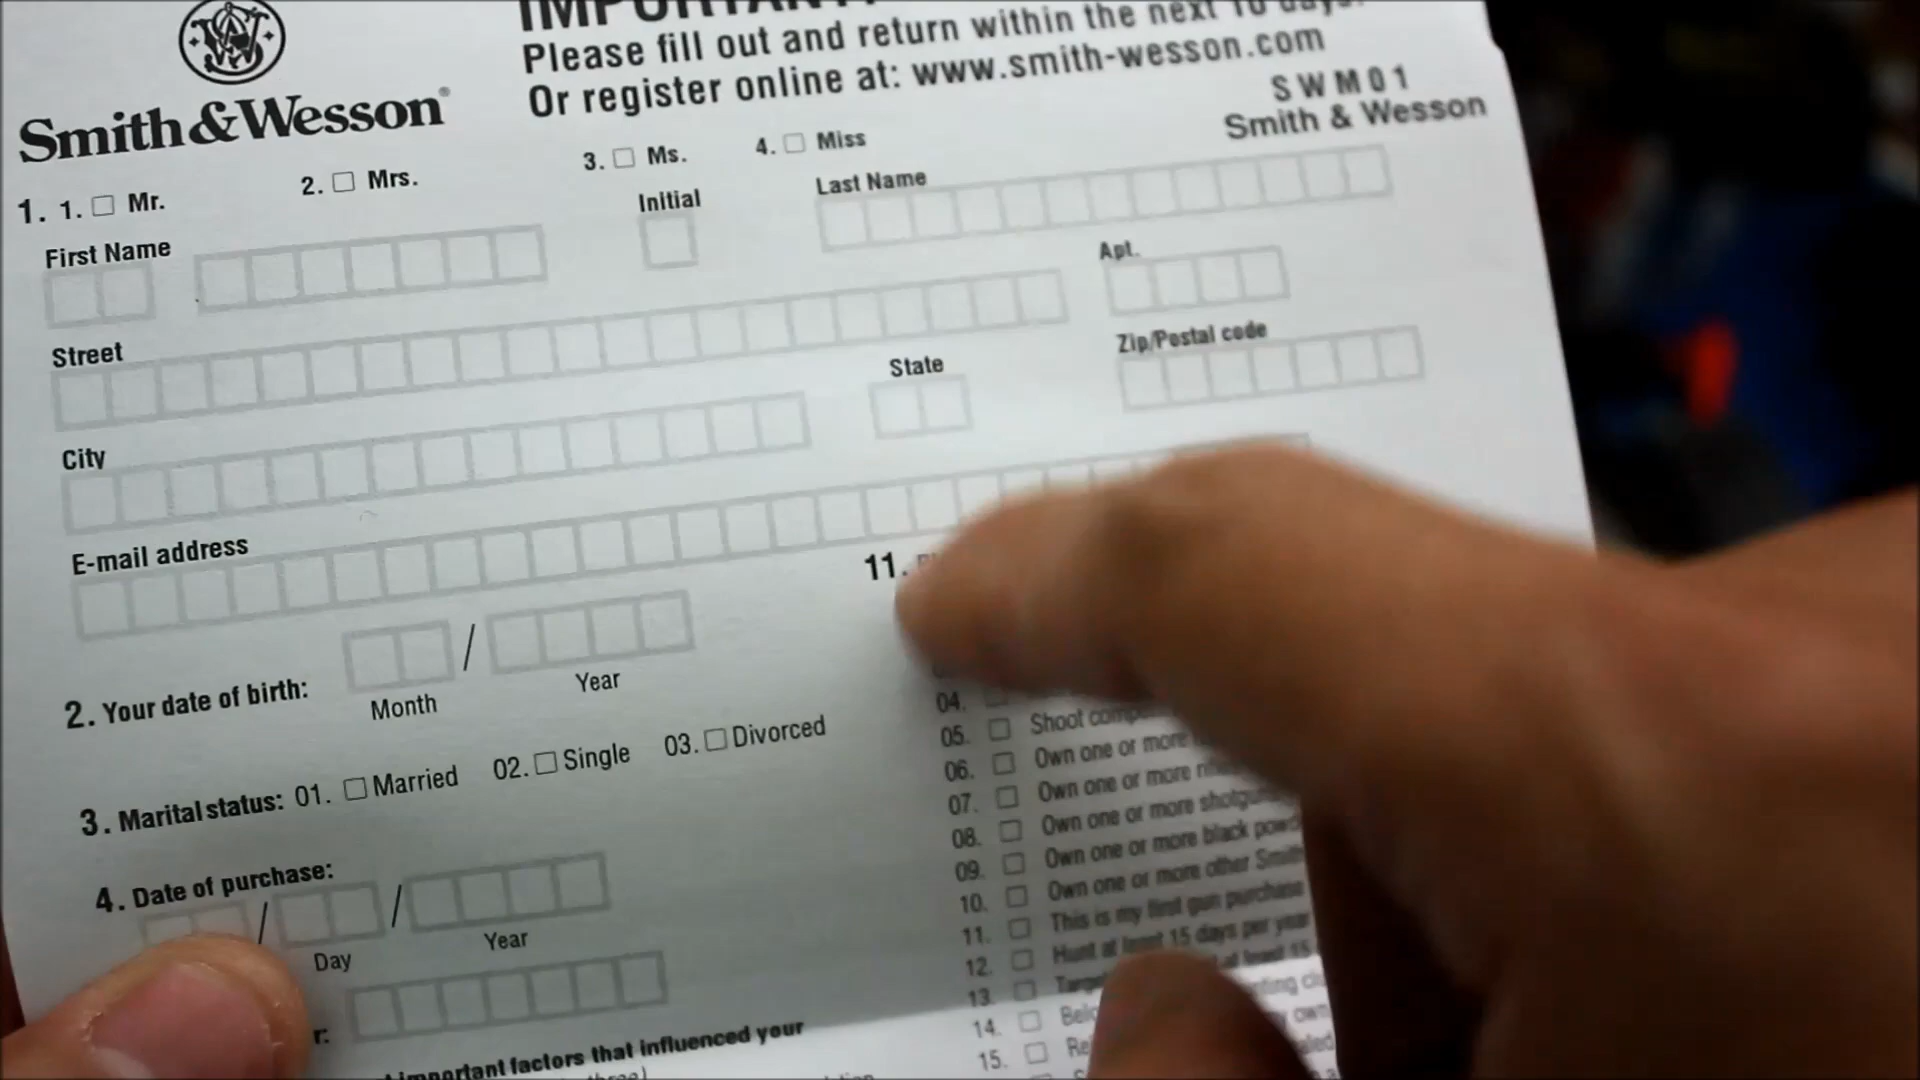 Please fill out and return within the next 10 days.
Or register online at: www.smith-wesson.com
Smith&Wesson®
SWM01
Smith & Wesson
1. 1. Mr. 2. Mrs. 3. Ms. 4. Miss
First Name Initial Last Name
Street Apt.
City State Zip/Postal code
E-mail address
2. Your date of birth: /
Month Year
3. Marital status: 01. Married 02. Single 03. Divorced
4. Date of purchase: / /
Day Year
r:
important factors that influenced your
11.
04.
05. Shoot
06. Own one or more
07. Own one or more
08. Own one or more
09. Own one or more black
10. Own one or more other
11. This is my first gun purchase
12. Hunt at least 15 days per year
13.
14.
15.